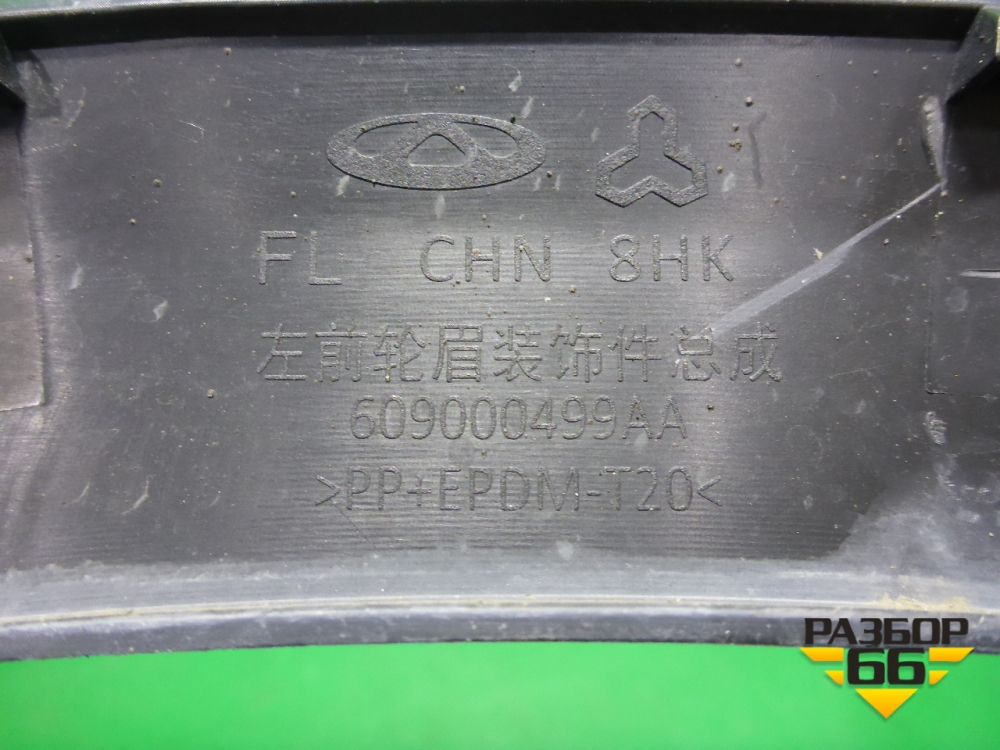 FL CHN 8HK
左前轮眉装饰件总成
609000499AA
>PP+EPDM-T20<
РАЗБОР
66